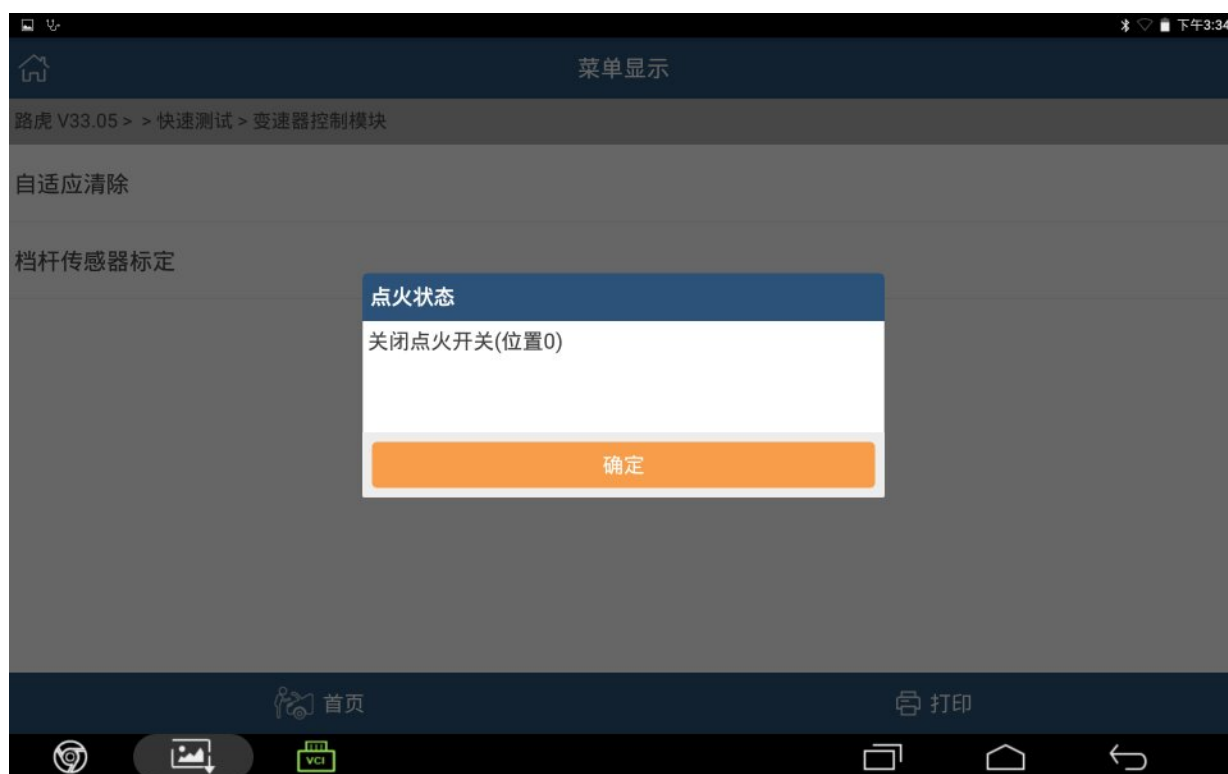 下午3:34
菜单显示
路虎 V33.05 > > 快速测试 > 变速器控制模块
自适应清除
档杆传感器标定
点火状态
关闭点火开关(位置0)
确定
首页
打印
VCI